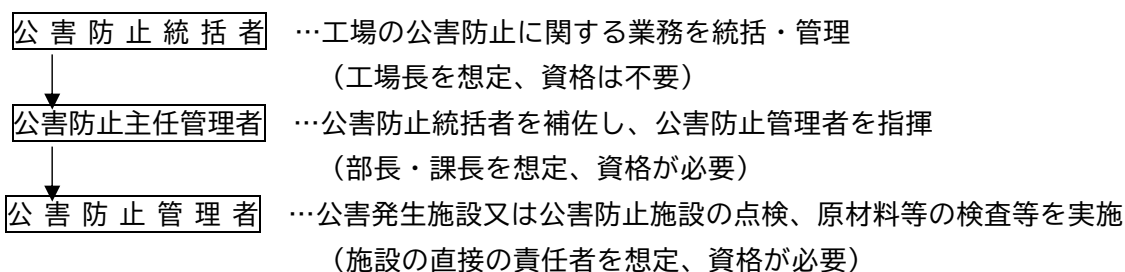 公害防止統括者 …工場の公害防止に関する業務を統括・管理
（工場長を想定、資格は不要）
公害防止主任管理者 …公害防止統括者を補佐し、公害防止管理者を指揮
（部長・課長を想定、資格が必要）
公害防止管理者 …公害発生施設又は公害防止施設の点検、原材料等の検査等を実施
（施設の直接の責任者を想定、資格が必要）